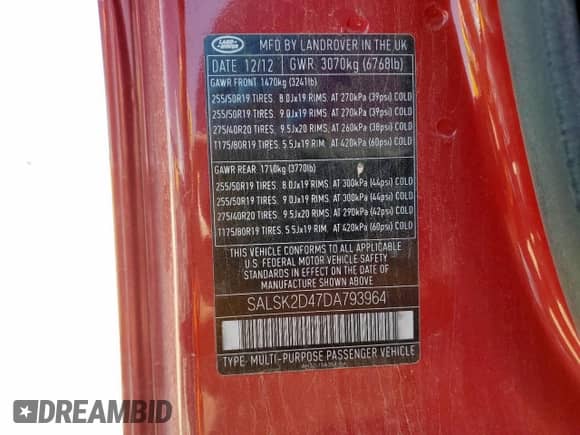 LAND ROVER
MFD BY LANDROVER IN THE UK
DATE 12/12 GWR 3070kg (6768lb)
GAWR FRONT 1470kg (3241lb)
255/50R19 TIRES. 8.0Jx19 RIMS. AT 270kPa (39psi) COLD
255/50R19 TIRES. 9.0Jx19 RIMS. AT 270kPa (39psi) COLD
275/40R20 TIRES. 9.5Jx20 RIMS. AT 260kPa (38psi) COLD
T175/80R19 TIRES. 5.5Jx19 RIM. AT 420kPa (60psi) COLD
GAWR REAR 1710kg (3770lb)
255/50R19 TIRES. 8.0Jx19 RIMS. AT 300kPa (44psi) COLD
255/50R19 TIRES. 9.0Jx19 RIMS. AT 300kPa (44psi) COLD
275/40R20 TIRES. 9.5Jx20 RIMS. AT 290kPa (42psi) COLD
T175/80R19 TIRES. 5.5Jx19 RIM. AT 420kPa (60psi) COLD
THIS VEHICLE CONFORMS TO ALL APPLICABLE
U.S. FEDERAL MOTOR VEHICLE SAFETY
STANDARDS IN EFFECT ON THE DATE OF
MANUFACTURE SHOWN ABOVE
SALSK2D47DA793964
TYPE: MULTI-PURPOSE PASSENGER VEHICLE
DREAMBID